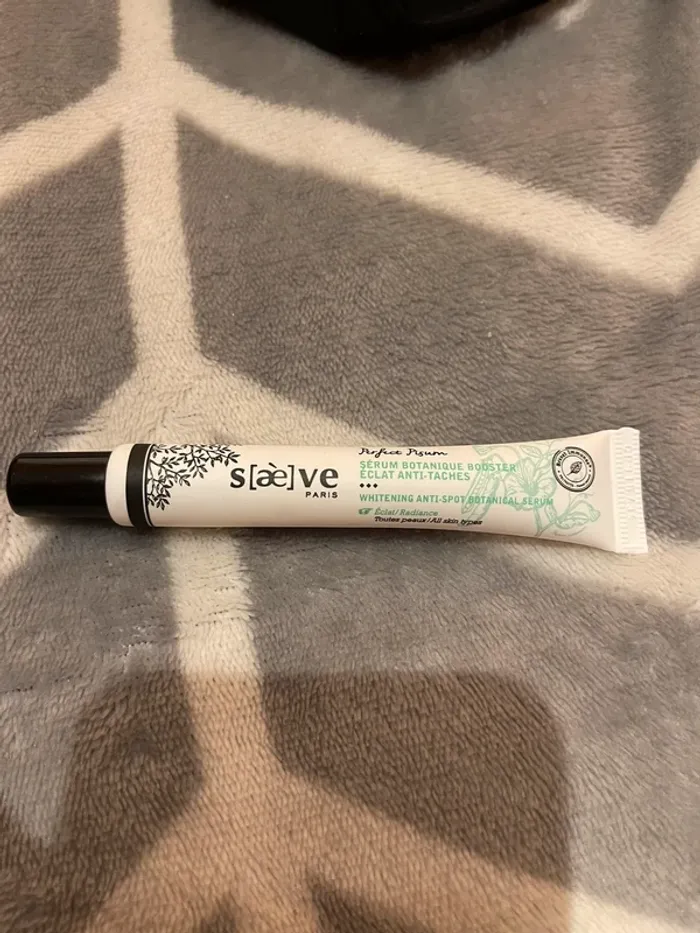 s[æ̀]ve
PARIS
Perfect Pisum
SÉRUM BOTANIQUE BOOSTER
ÉCLAT ANTI-TACHES
•••
WHITENING ANTI-SPOT BOTANICAL SERUM
Éclat/Radiance
Toutes peaux/All skin types